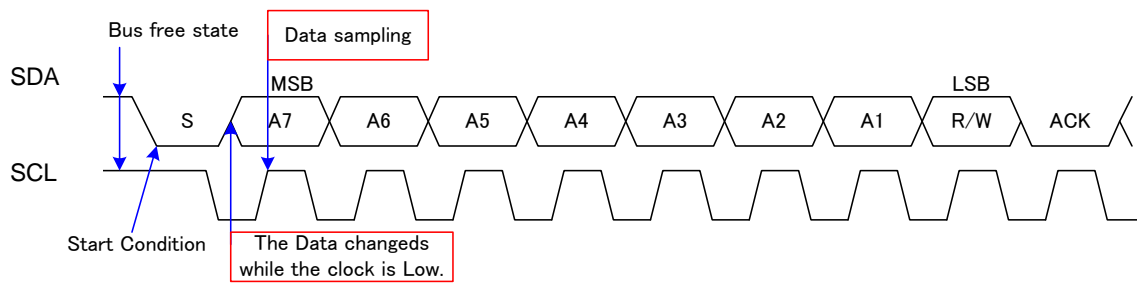 Bus free state
Data sampling
SDA
MSB
LSB
S
A7
A6
A5
A4
A3
A2
A1
R/W
ACK
SCL
Start Condition
The Data changeds
while the clock is Low.